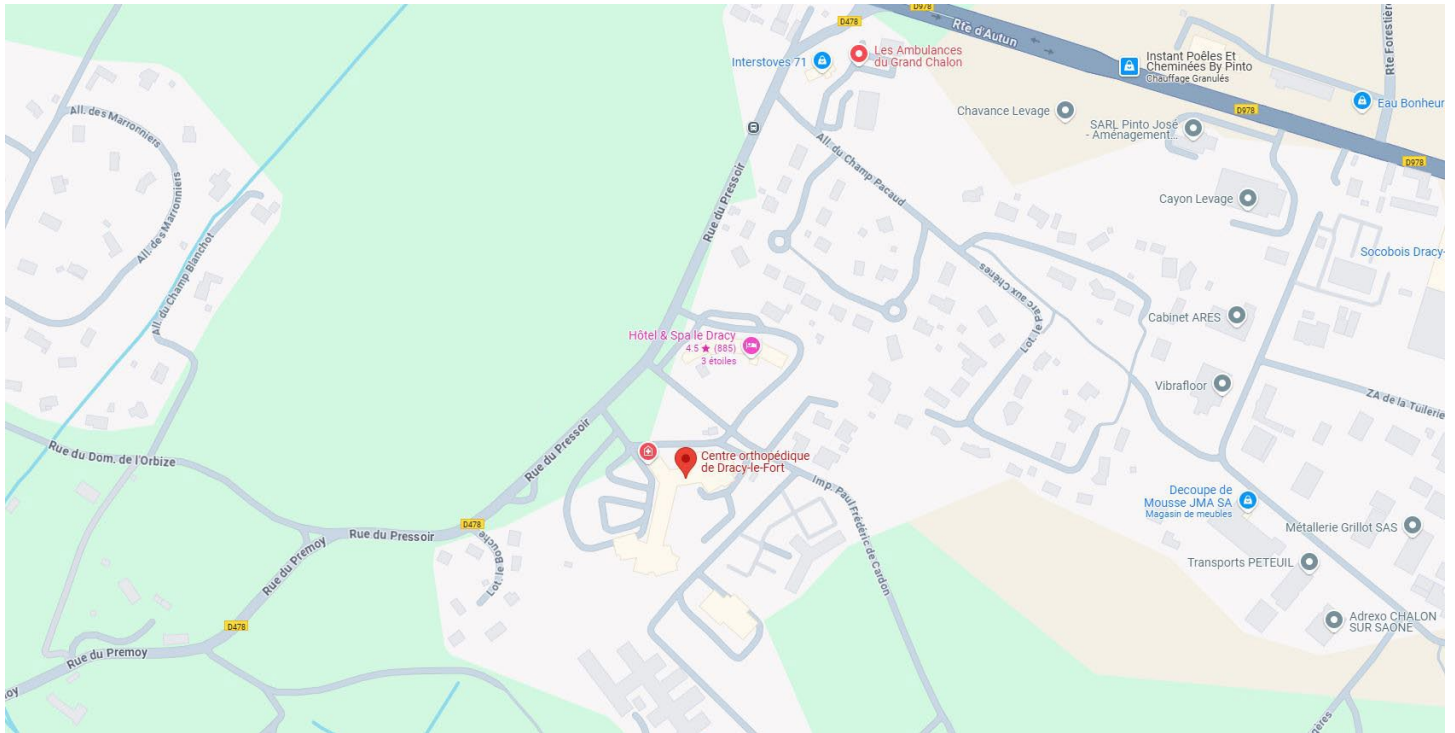 D478
D978
Rte d'Autun
Rte Forestière
Interstoves 71
Les Ambulances
du Grand Chalon
Instant Poêles Et
Cheminées By Pinto
Chauffage Granulés
Eau Bonheur
Chavance Levage
D978
SARL Pinto José
- Aménagement...
All. des Marronniers
All. du Champ Pacaud
D978
Rue du Pressoir
All. des Marronniers
Cayon Levage
All. du Champ Blanchot
Socobois Dracy-
Lot. le Parc aux Chênes
Cabinet ARES
Hôtel & Spa le Dracy
4.5 ★ (885)
3 étoiles
Vibrafloor
ZA de la Tuilerie
Rue du Pressoir
Rue du Dom. de l'Orbize
Centre orthopédique
de Dracy-le-Fort
Imp. Paul Frédéric de Cardon
Decoupe de
Mousse JMA SA
Magasin de meubles
D478
Rue du Pressoir
Métallerie Grillot SAS
Lot. le Bouche
Rue du Premoy
Transports PETEUIL
D478
Adrexo CHALON
SUR SAONE
Rue du Premoy
moy
gères